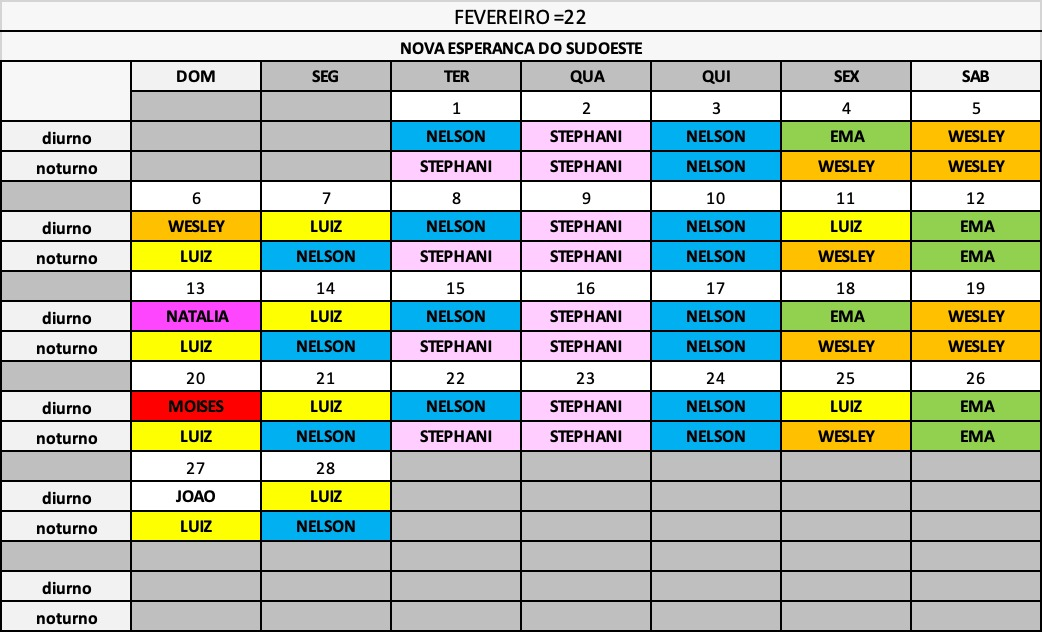 FEVEREIRO =22
NOVA ESPERANCA DO SUDOESTE
DOM SEG TER QUA QUI SEX SAB
1 2 3 4 5
diurno NELSON STEPHANI NELSON EMA WESLEY
noturno STEPHANI STEPHANI NELSON WESLEY WESLEY
6 7 8 9 10 11 12
diurno WESLEY LUIZ NELSON STEPHANI NELSON LUIZ EMA
noturno LUIZ NELSON STEPHANI STEPHANI NELSON WESLEY EMA
13 14 15 16 17 18 19
diurno NATALIA LUIZ NELSON STEPHANI NELSON EMA WESLEY
noturno LUIZ NELSON STEPHANI STEPHANI NELSON WESLEY WESLEY
20 21 22 23 24 25 26
diurno MOISES LUIZ NELSON STEPHANI NELSON LUIZ EMA
noturno LUIZ NELSON STEPHANI STEPHANI NELSON WESLEY EMA
27 28
diurno JOAO LUIZ
noturno LUIZ NELSON
diurno
noturno